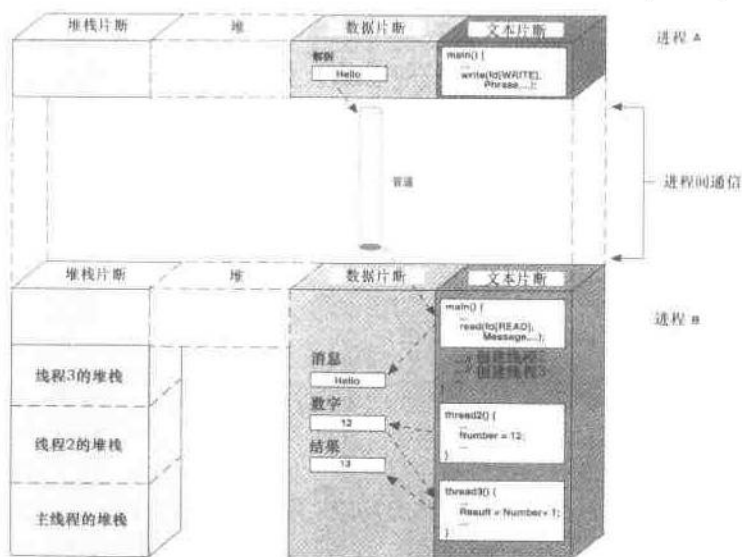 堆栈片断
堆
数据片断
文本片断
进程 A
Hello
main() {
...
write(fd[WRITE],
Phrase,...);
管道
进程间通信
堆栈片断
堆
数据片断
文本片断
进程 B
main() {
...
read(fd[READ],
Message,...);
...// 创建线程2
...// 创建线程3
}
消息
Hello
数字
12
结果
13
线程3的堆栈
线程2的堆栈
主线程的堆栈
thread2() {
...
Number = 12;
...
}
thread3() {
...
Result = Number+ 1;
...
}